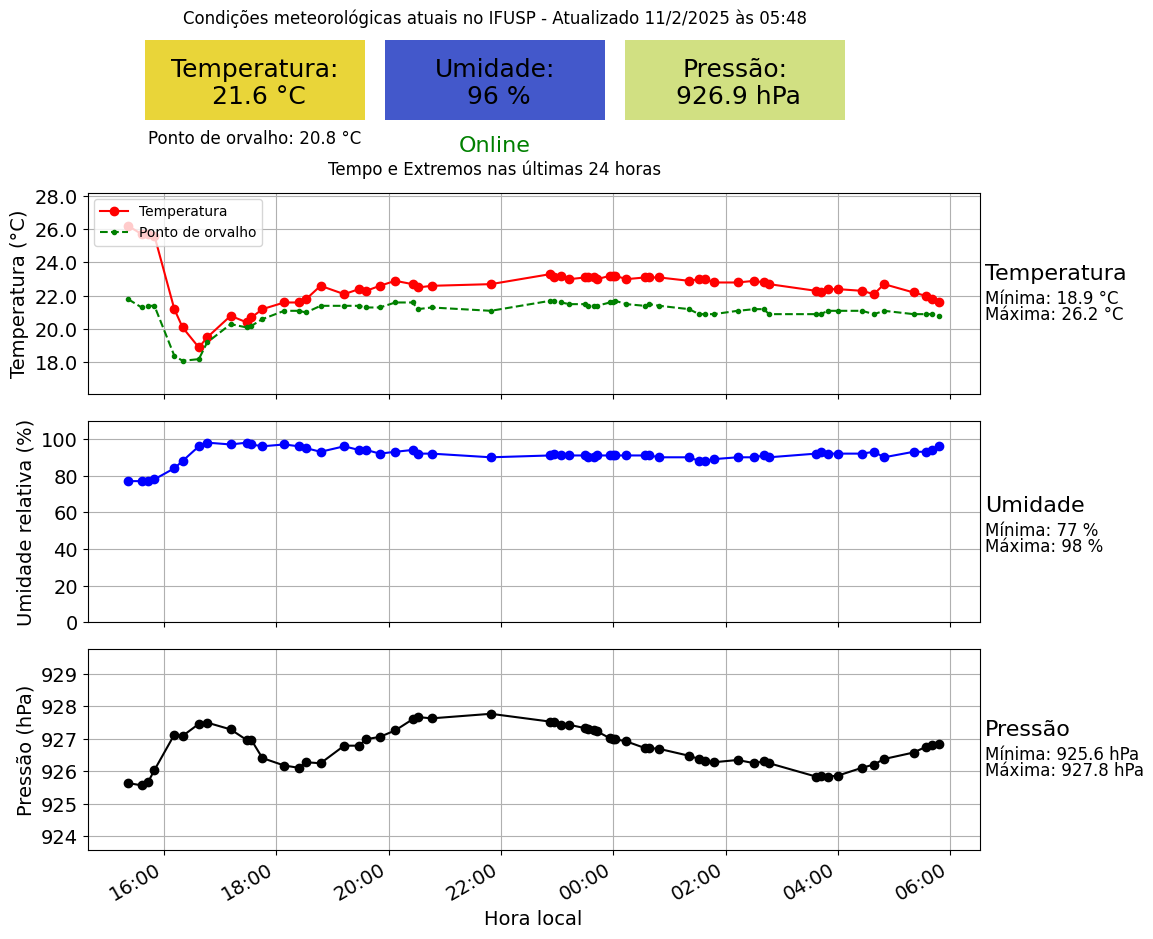 Condições meteorológicas atuais no IFUSP - Atualizado 11/2/2025 às 05:48
Temperatura:
21.6 °C
Umidade:
96 %
Pressão:
926.9 hPa
Ponto de orvalho: 20.8 °C
Online
Tempo e Extremos nas últimas 24 horas
Temperatura (°C)
28.0
26.0
24.0
22.0
20.0
18.0
Temperatura
Ponto de orvalho
Temperatura
Mínima: 18.9 °C
Máxima: 26.2 °C
Umidade relativa (%)
100
80
60
40
20
0
Umidade
Mínima: 77 %
Máxima: 98 %
Pressão (hPa)
929
928
927
926
925
924
Pressão
Mínima: 925.6 hPa
Máxima: 927.8 hPa
16:00
18:00
20:00
22:00
00:00
02:00
04:00
06:00
Hora local